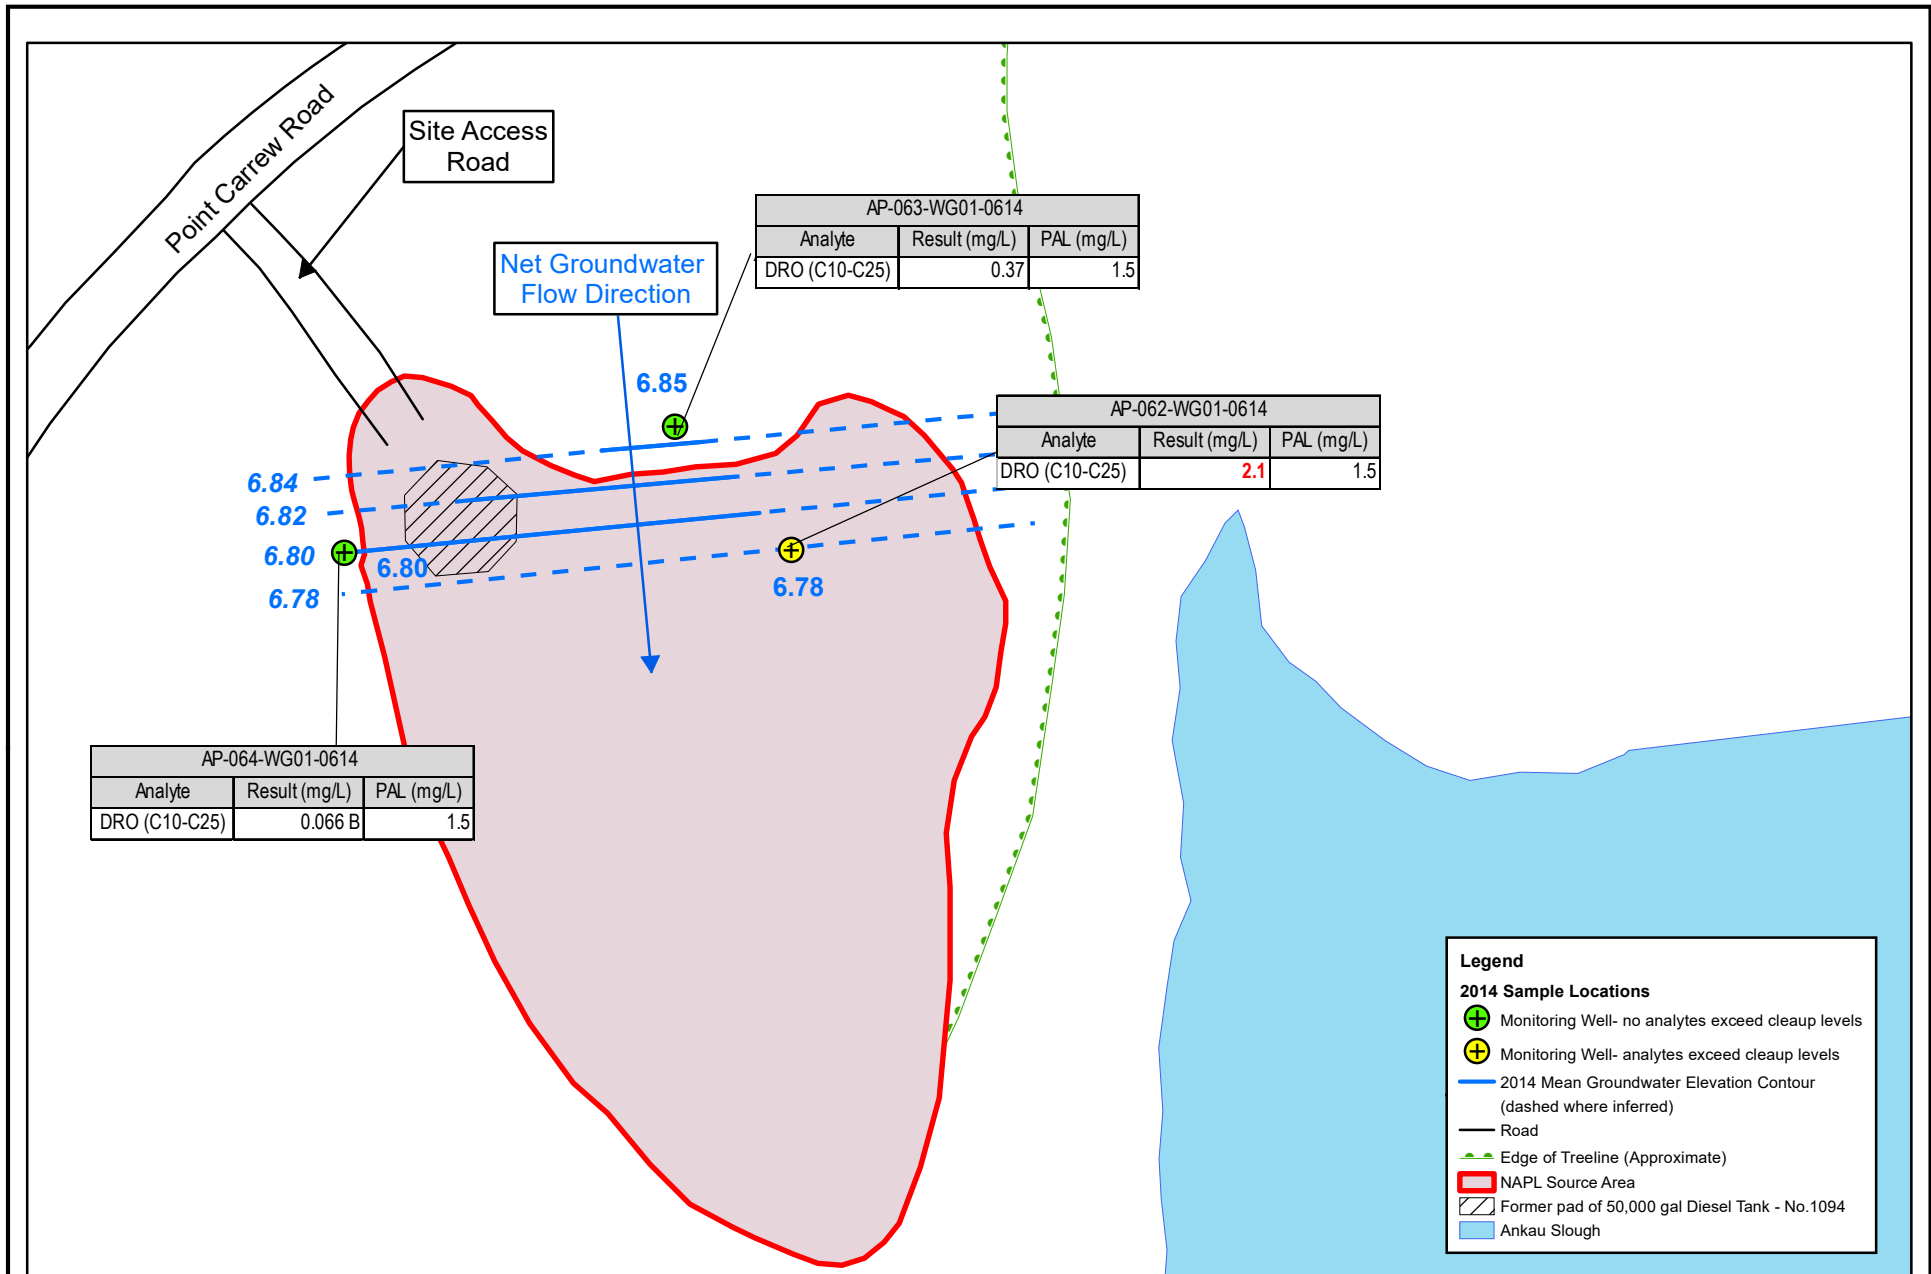 Point Carrew Road
Site Access
Road
Net Groundwater
Flow Direction
AP-063-WG01-0614
Analyte Result (mg/L) PAL (mg/L)
DRO (C10-C25) 0.37 1.5
6.85
AP-062-WG01-0614
Analyte Result (mg/L) PAL (mg/L)
DRO (C10-C25) 2.1 1.5
6.84
6.82
6.80
6.80
6.78
6.78
AP-064-WG01-0614
Analyte Result (mg/L) PAL (mg/L)
DRO (C10-C25) 0.066 B 1.5
Legend
2014 Sample Locations
Monitoring Well- no analytes exceed cleaup levels
Monitoring Well- analytes exceed cleaup levels
2014 Mean Groundwater Elevation Contour
(dashed where inferred)
Road
Edge of Treeline (Approximate)
NAPL Source Area
Former pad of 50,000 gal Diesel Tank - No.1094
Ankau Slough